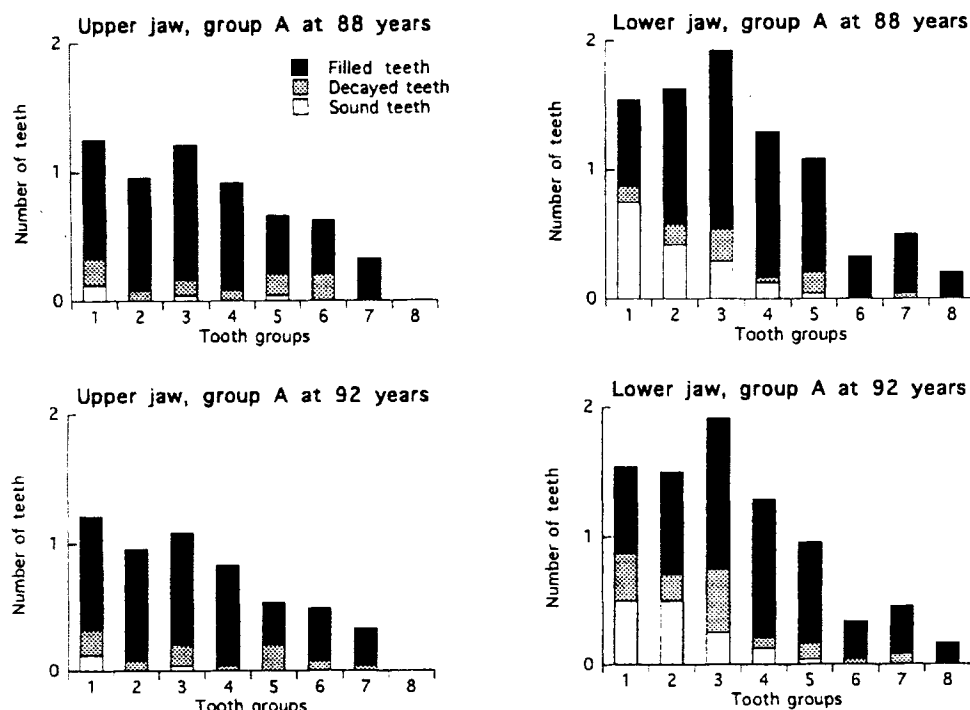 Upper jaw, group A at 88 years
2
1
0
Number of teeth
Filled teeth
Decayed teeth
Sound teeth
1 2 3 4 5 6 7 8
Tooth groups
Lower jaw, group A at 88 years
2
1
0
Number of teeth
1 2 3 4 5 6 7 8
Tooth groups
Upper jaw, group A at 92 years
2
1
0
Number of teeth
1 2 3 4 5 6 7 8
Tooth groups
Lower jaw, group A at 92 years
2
1
0
Number of teeth
1 2 3 4 5 6 7 8
Tooth groups